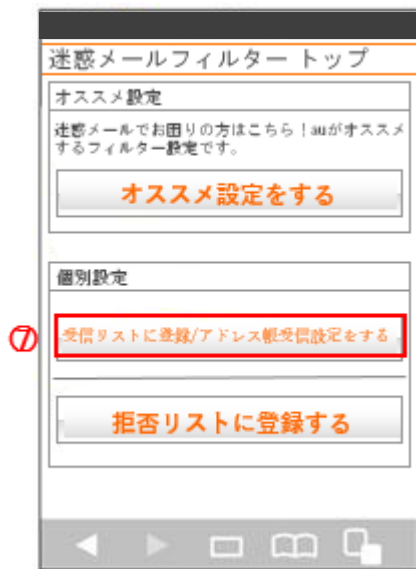 迷惑メールフィルター トップ
オススメ設定
迷惑メールでお困りの方はこちら！auがオススメ
するフィルター設定です。
オススメ設定をする
個別設定
⑦
受信リストに登録/アドレス帳受信設定をする
拒否リストに登録する